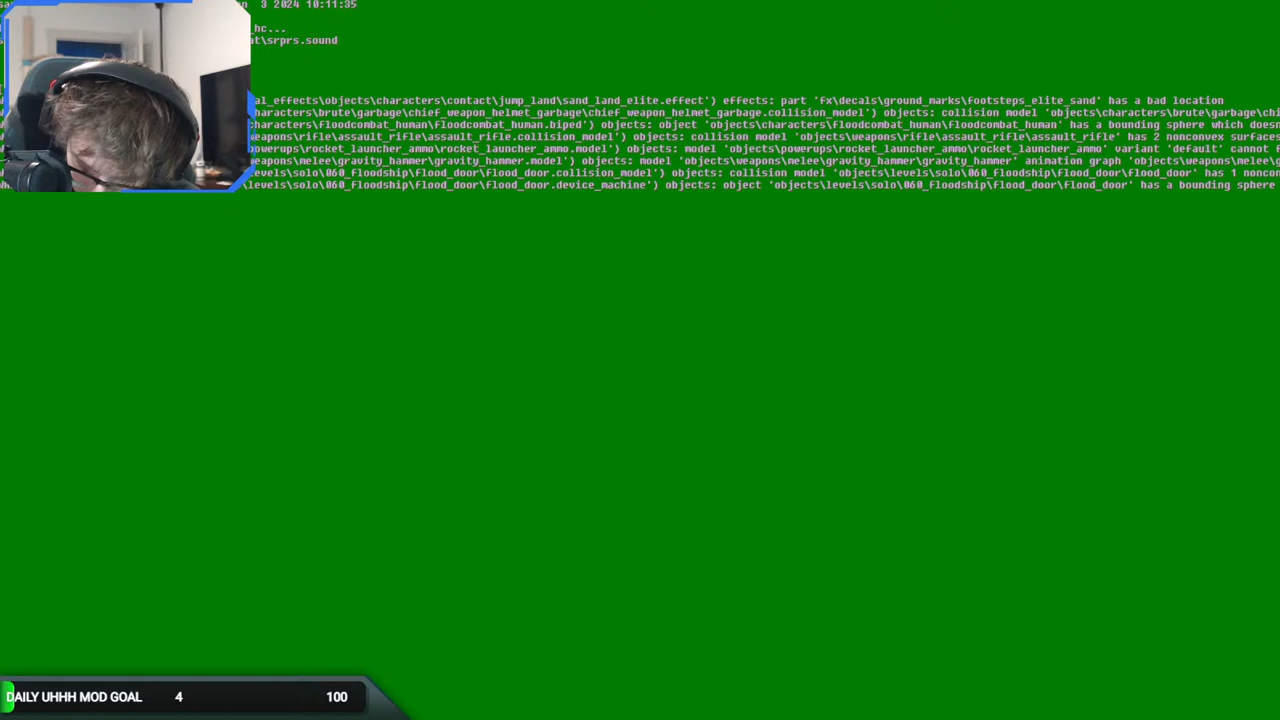 3 2024 10:11:35
_hc...
\srprs.sound
al_effects\objects\characters\contact\jump_land\sand_land_elite.effect') effects: part 'fx\decals\ground_marks\footsteps_elite_sand' has a bad location
characters\brute\garbage\chief_weapon_helmet_garbage\chief_weapon_helmet_garbage.collision_model') objects: collision model 'objects\characters\brute\garbage\chi
characters\floodcombat_human\floodcombat_human.biped') objects: object 'objects\characters\floodcombat_human\floodcombat_human' has a bounding sphere which does
weapons\rifle\assault_rifle\assault_rifle.collision_model') objects: collision model 'objects\weapons\rifle\assault_rifle\assault_rifle' has 2 nonconvex surfaces
powerups\rocket_launcher_ammo\rocket_launcher_ammo.model') objects: model 'objects\powerups\rocket_launcher_ammo\rocket_launcher_ammo' variant 'default' cannot f
weapons\melee\gravity_hammer\gravity_hammer.model') objects: model 'objects\weapons\melee\gravity_hammer\gravity_hammer' animation graph 'objects\weapons\melee\g
\levels\solo\060_floodship\flood_door\flood_door.collision_model') objects: collision model 'objects\levels\solo\060_floodship\flood_door\flood_door' has 1 noncon
\levels\solo\060_floodship\flood_door\flood_door.device_machine') objects: object 'objects\levels\solo\060_floodship\flood_door\flood_door' has a bounding sphere
DAILY UHHH MOD GOAL 4 100